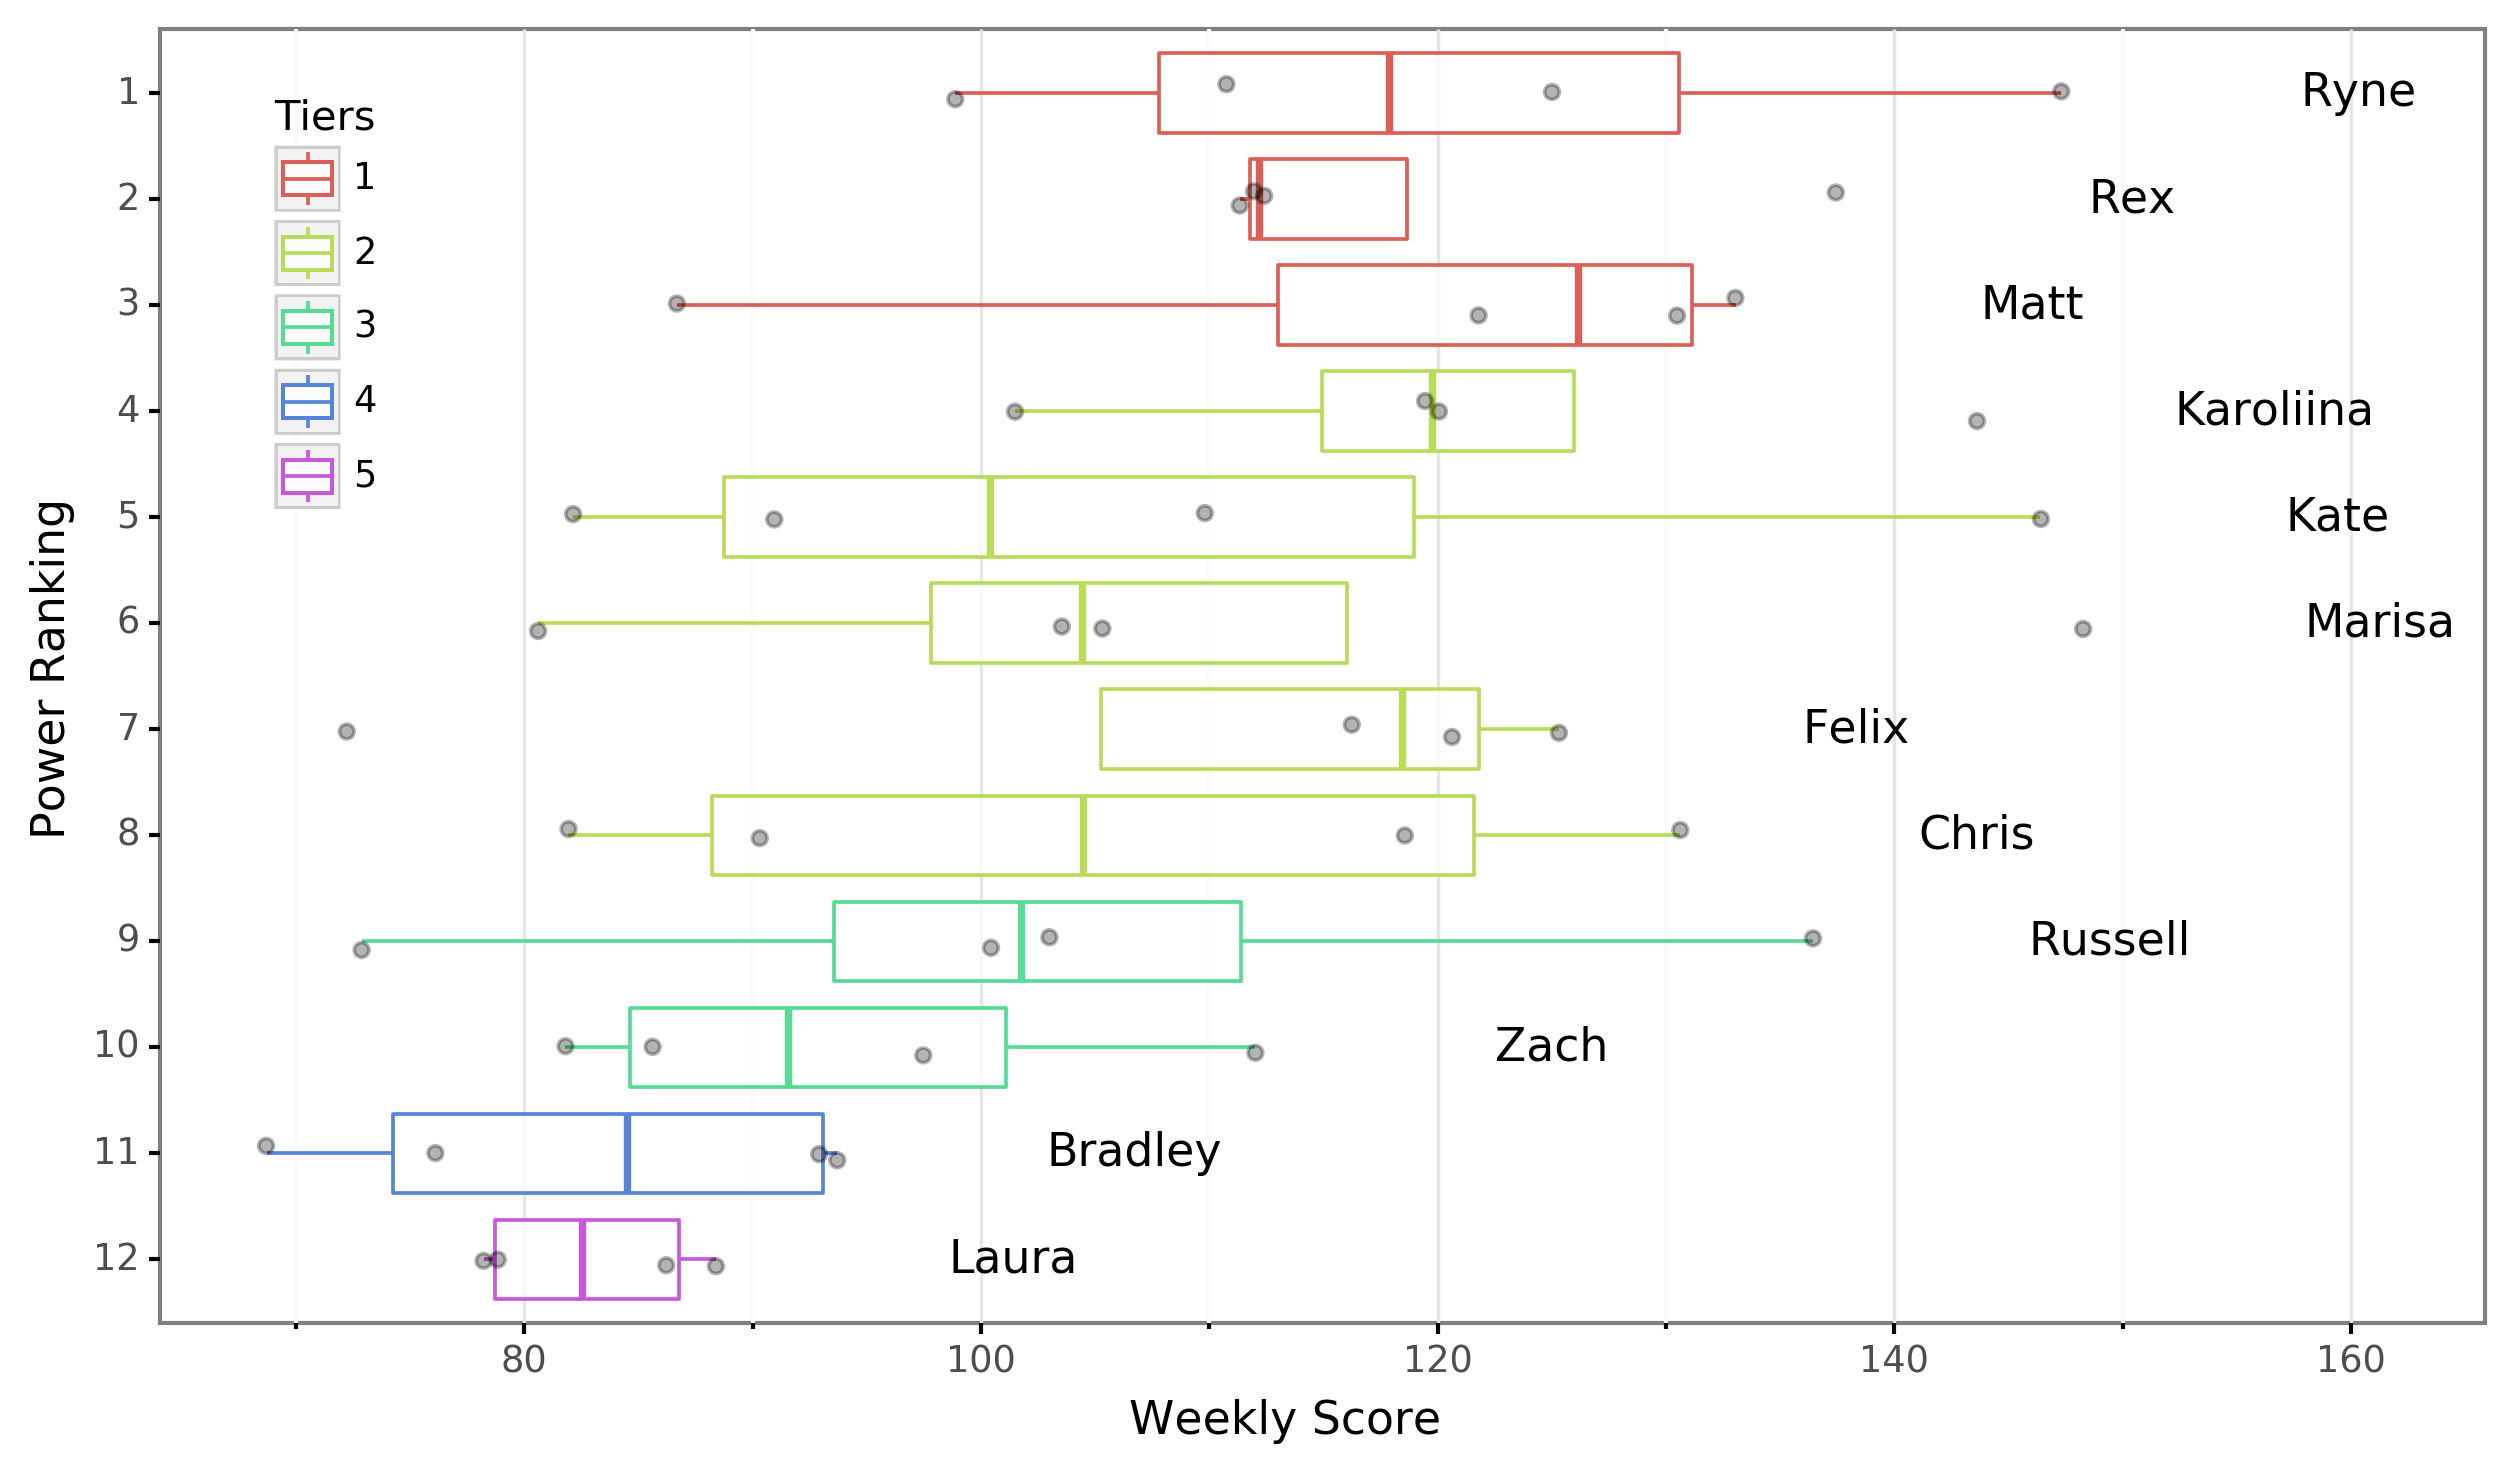 Tiers
1
2
3
4
5
Power Ranking
1 Ryne
2 Rex
3 Matt
4 Karoliina
5 Kate
6 Marisa
7 Felix
8 Chris
9 Russell
10 Zach
11 Bradley
12 Laura
80 100 120 140 160
Weekly Score